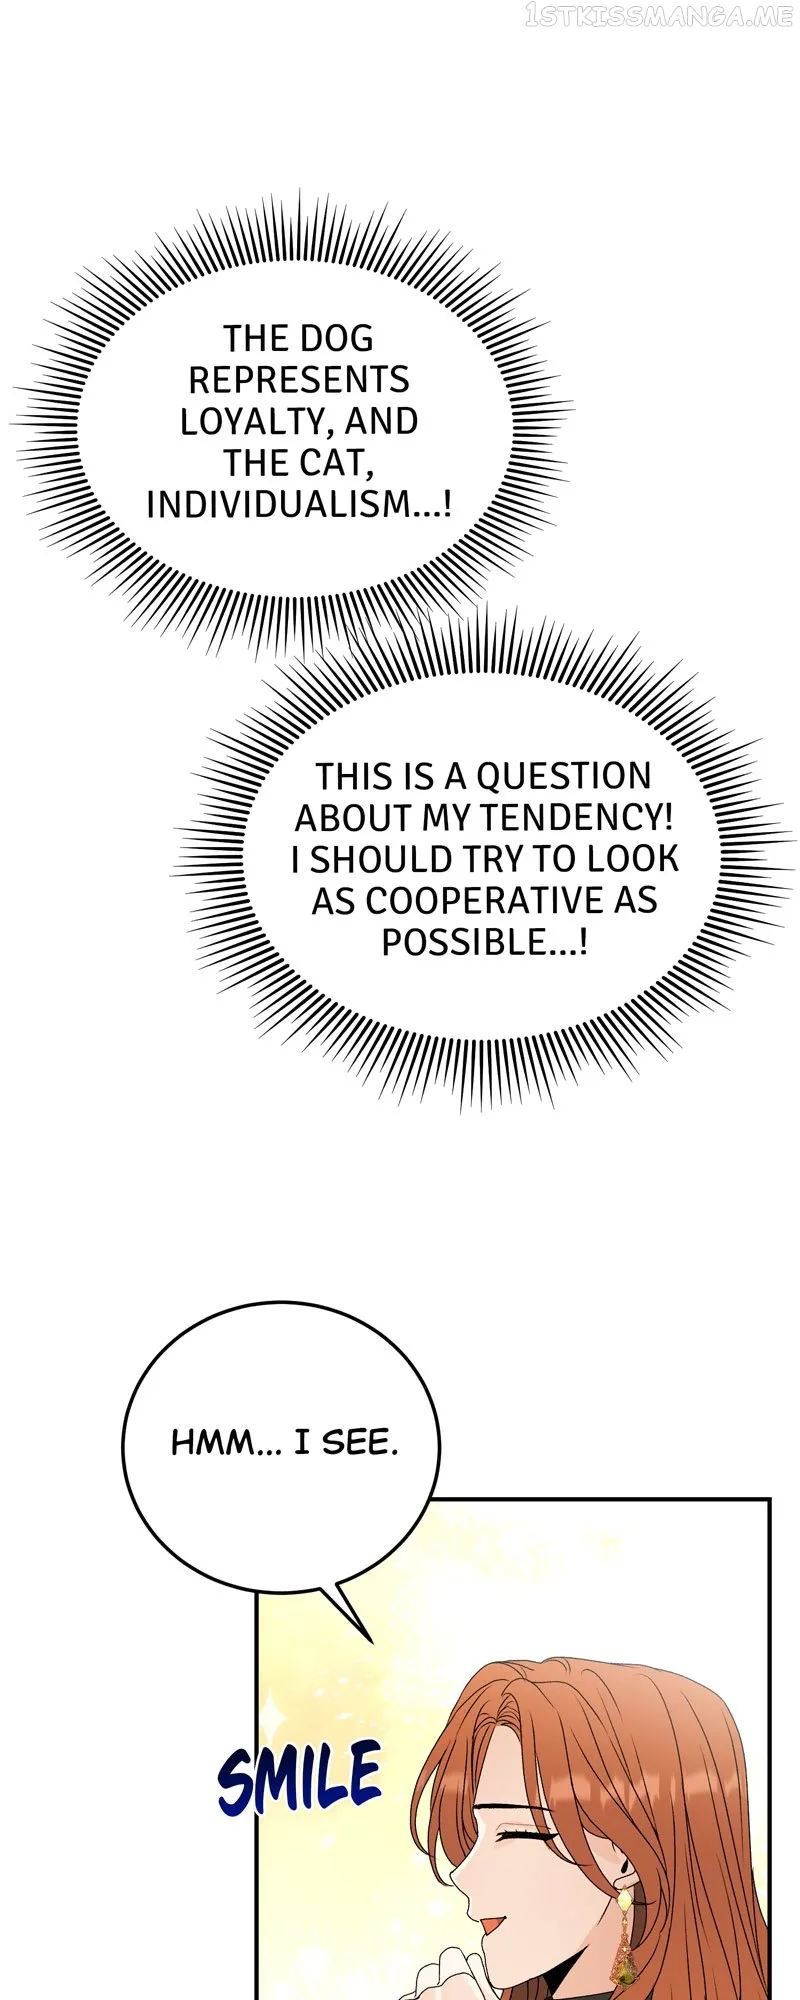 1STKISSMANGA.ME
THE DOG
REPRESENTS
LOYALTY, AND
THE CAT,
INDIVIDUALISM...!
THIS IS A QUESTION
ABOUT MY TENDENCY!
I SHOULD TRY TO LOOK
AS COOPERATIVE AS
POSSIBLE...!
HMM... I SEE.
SMILE